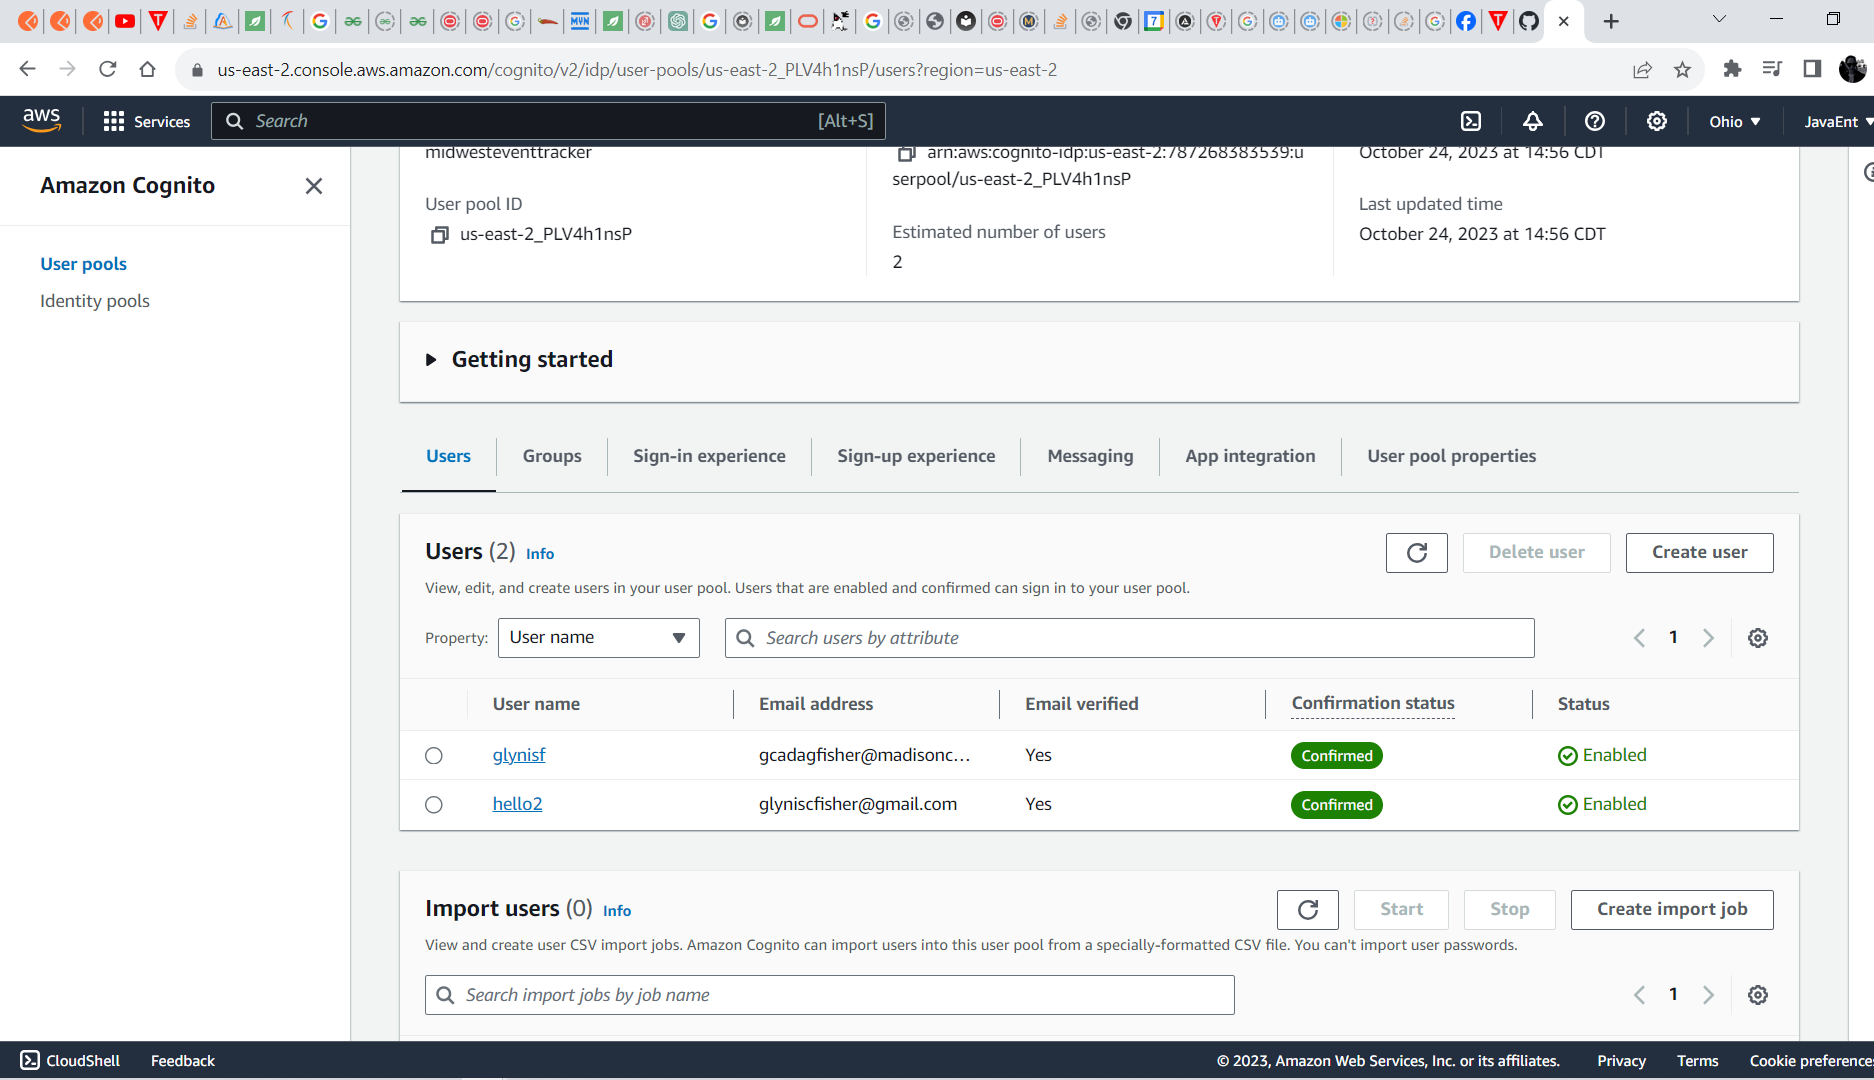 us-east-2.console.aws.amazon.com/cognito/v2/idp/user-pools/us-east-2_PLV4h1nsP/users?region=us-east-2
aws
Services
Search
[Alt+S]
Ohio
JavaEnt
Amazon Cognito
User pools
Identity pools
midwesteventtracker
User pool ID
us-east-2_PLV4h1nsP
arn:aws:cognito-idp:us-east-2:787268383539:u
serpool/us-east-2_PLV4h1nsP
Estimated number of users
2
October 24, 2023 at 14:56 CDT
Last updated time
October 24, 2023 at 14:56 CDT
Getting started
Users
Groups
Sign-in experience
Sign-up experience
Messaging
App integration
User pool properties
Users (2) Info
Delete user
Create user
View, edit, and create users in your user pool. Users that are enabled and confirmed can sign in to your user pool.
Property:
User name
Search users by attribute
1
User name
Email address
Email verified
Confirmation status
Status
glynisf
gcadagfisher@madisonc...
Yes
Confirmed
Enabled
hello2
glyniscfisher@gmail.com
Yes
Confirmed
Enabled
Import users (0) Info
Start
Stop
Create import job
View and create user CSV import jobs. Amazon Cognito can import users into this user pool from a specially-formatted CSV file. You can't import user passwords.
Search import jobs by job name
1
CloudShell
Feedback
© 2023, Amazon Web Services, Inc. or its affiliates.
Privacy
Terms
Cookie preferences